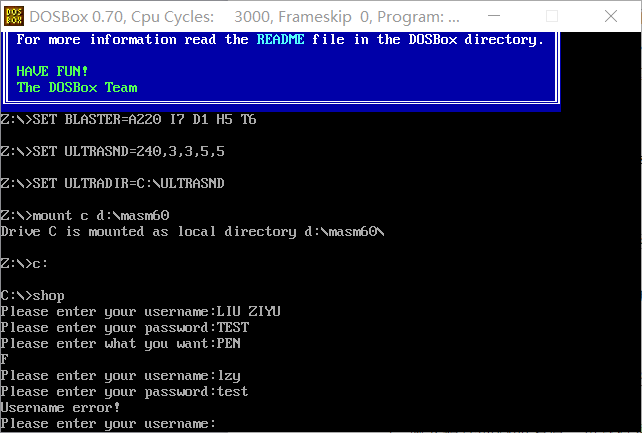 DOS
BOX
DOSBox 0.70, Cpu Cycles: 3000, Frameskip 0, Program: ...
For more information read the README file in the DOSBox directory.
HAVE FUN!
The DOSBox Team
Z:\>SET BLASTER=A220 I7 D1 H5 T6
Z:\>SET ULTRASND=240,3,3,5,5
Z:\>SET ULTRADIR=C:\ULTRASND
Z:\>mount c d:\masm60
Drive C is mounted as local directory d:\masm60\
Z:\>c:
C:\>shop
Please enter your username:LIU ZIYU
Please enter your password:TEST
Please enter what you want:PEN
F
Please enter your username:lzy
Please enter your password:test
Username error!
Please enter your username: